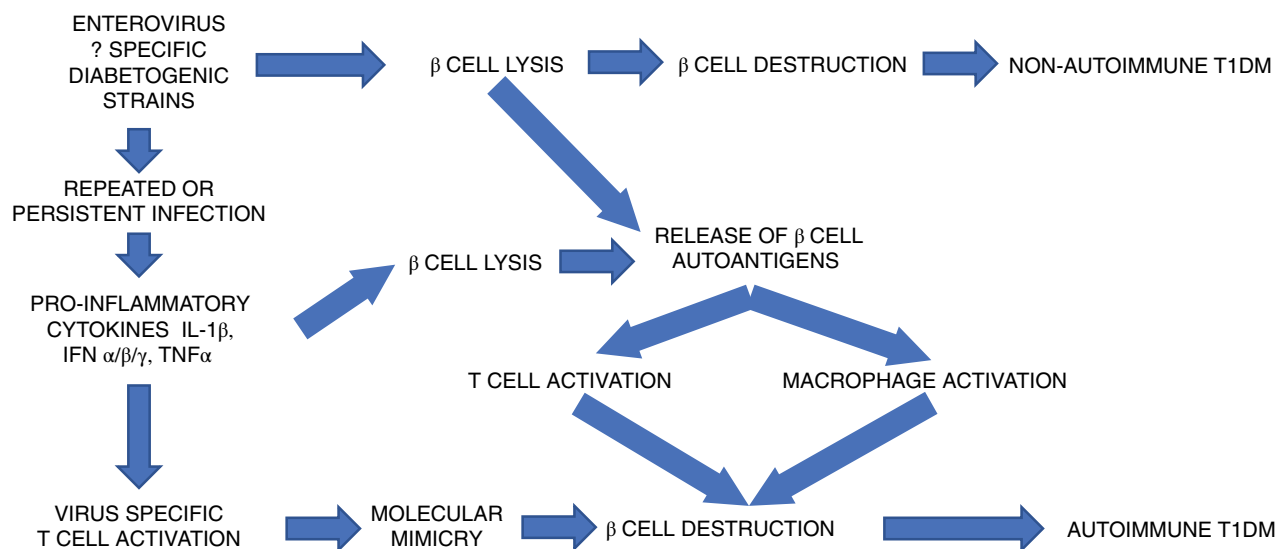 ENTEROVIRUS
? SPECIFIC
DIABETOGENIC
STRAINS
β CELL LYSIS
β CELL DESTRUCTION
NON-AUTOIMMUNE T1DM
REPEATED OR
PERSISTENT INFECTION
β CELL LYSIS
RELEASE OF β CELL
AUTOANTIGENS
PRO-INFLAMMATORY
CYTOKINES IL-1β,
IFN α/β/γ, TNFα
T CELL ACTIVATION
MACROPHAGE ACTIVATION
VIRUS SPECIFIC
T CELL ACTIVATION
MOLECULAR
MIMICRY
β CELL DESTRUCTION
AUTOIMMUNE T1DM